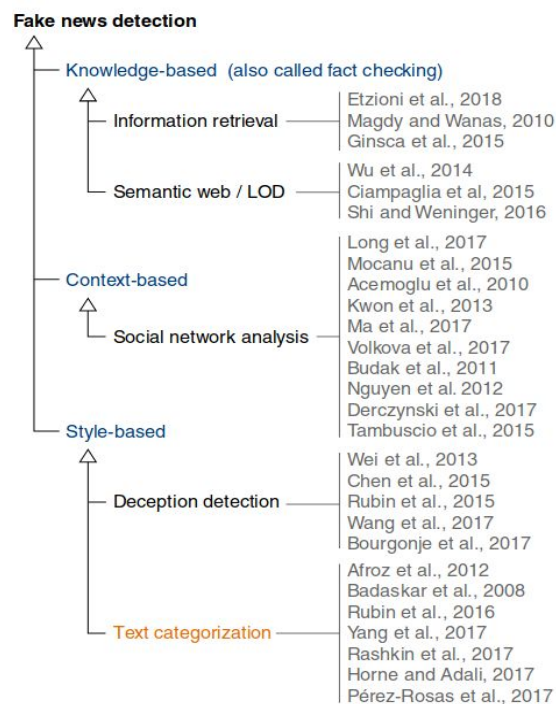 Fake news detection
Knowledge-based (also called fact checking)
Information retrieval
Etzioni et al., 2018
Magdy and Wanas, 2010
Ginsca et al., 2015
Semantic web / LOD
Wu et al., 2014
Ciampaglia et al, 2015
Shi and Weninger, 2016
Context-based
Social network analysis
Long et al., 2017
Mocanu et al., 2015
Acemoglu et al., 2010
Kwon et al., 2013
Ma et al., 2017
Volkova et al., 2017
Budak et al., 2011
Nguyen et al. 2012
Derczynski et al., 2017
Tambuscio et al., 2015
Style-based
Deception detection
Wei et al., 2013
Chen et al., 2015
Rubin et al., 2015
Wang et al., 2017
Bourgonje et al., 2017
Text categorization
Afroz et al., 2012
Badaskar et al., 2008
Rubin et al., 2016
Yang et al., 2017
Rashkin et al., 2017
Horne and Adali, 2017
Pérez-Rosas et al., 2017